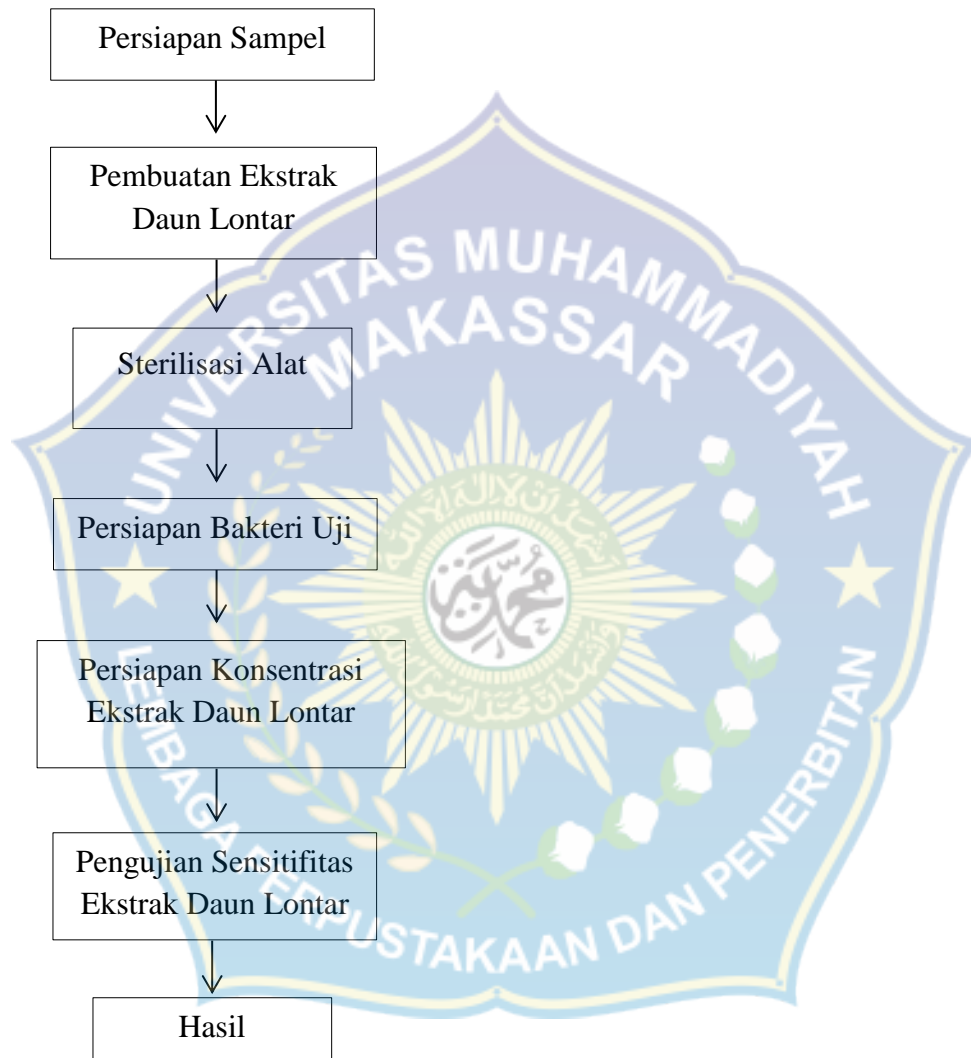 Persiapan Sampel
Pembuatan Ekstrak
Daun Lontar
Sterilisasi Alat
Persiapan Bakteri Uji
Persiapan Konsentrasi
Ekstrak Daun Lontar
Pengujian Sensitifitas
Ekstrak Daun Lontar
Hasil
UNIVERSITAS MUHAMMADIYAH
MAKASSAR
LEMBAGA PERPUSTAKAAN DAN PENERBITAN